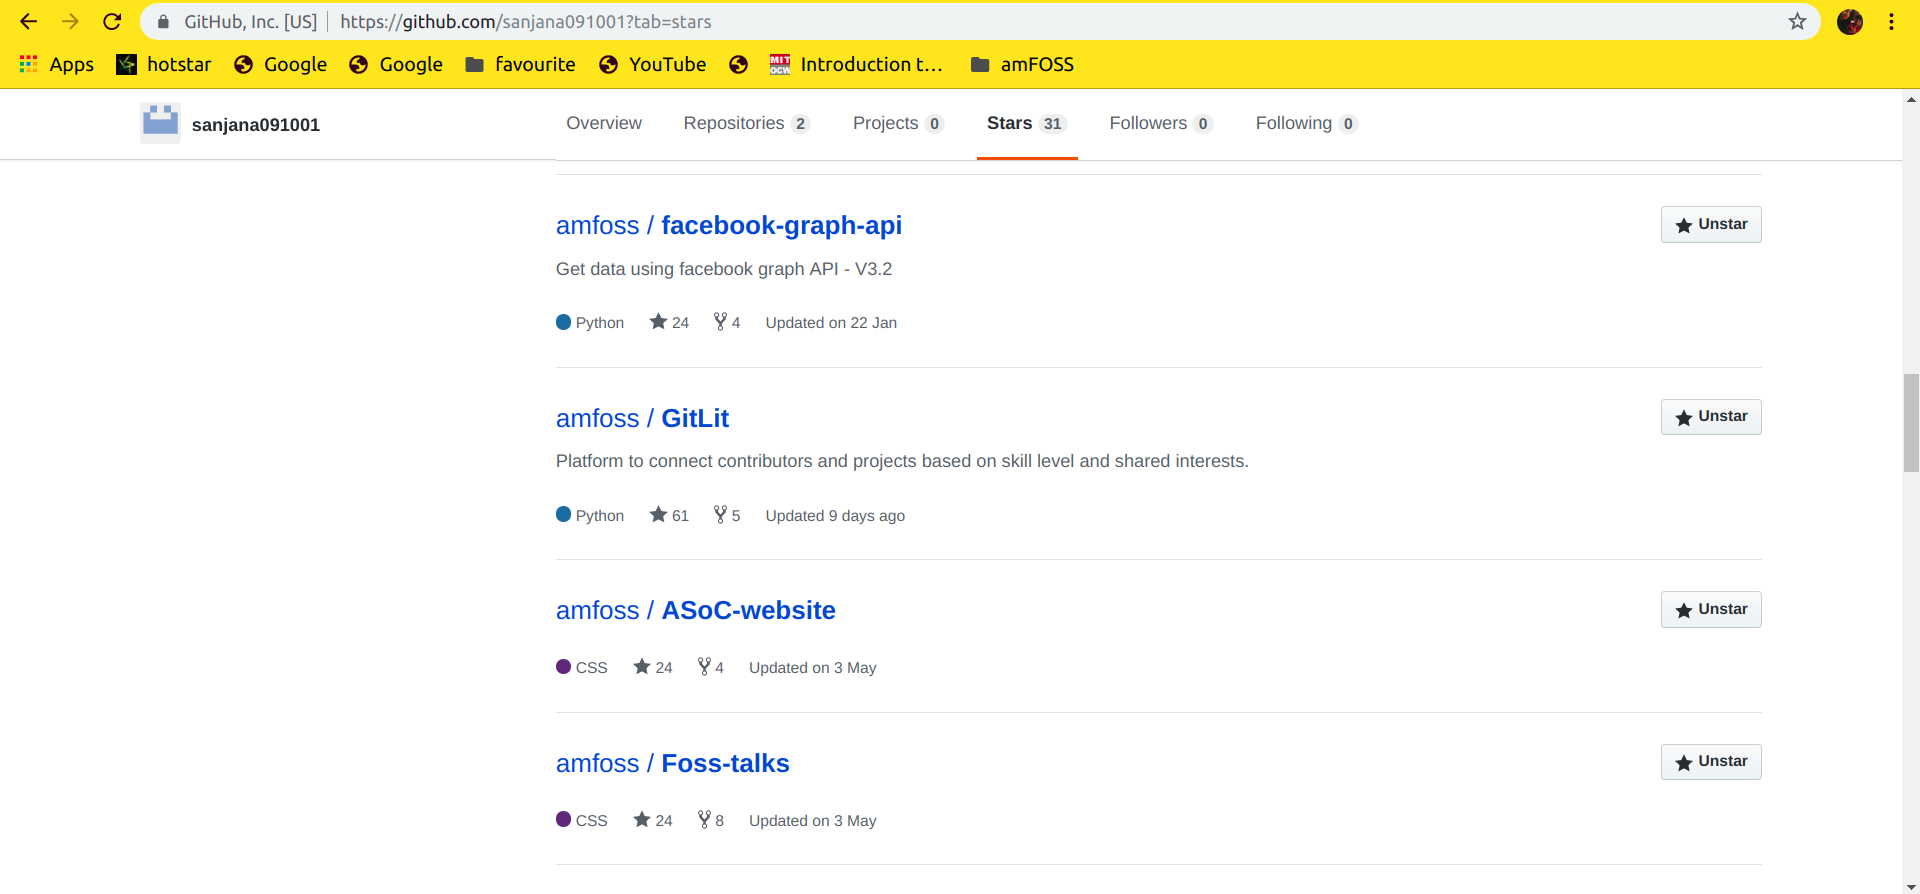 GitHub, Inc. [US] | https://github.com/sanjana091001?tab=stars
Apps hotstar Google Google favourite YouTube MIT OCW Introduction t... amFOSS
sanjana091001 Overview Repositories 2 Projects 0 Stars 31 Followers 0 Following 0
amfoss / facebook-graph-api Unstar
Get data using facebook graph API - V3.2
Python 24 4 Updated on 22 Jan
amfoss / GitLit Unstar
Platform to connect contributors and projects based on skill level and shared interests.
Python 61 5 Updated 9 days ago
amfoss / ASoC-website Unstar
CSS 24 4 Updated on 3 May
amfoss / Foss-talks Unstar
CSS 24 8 Updated on 3 May